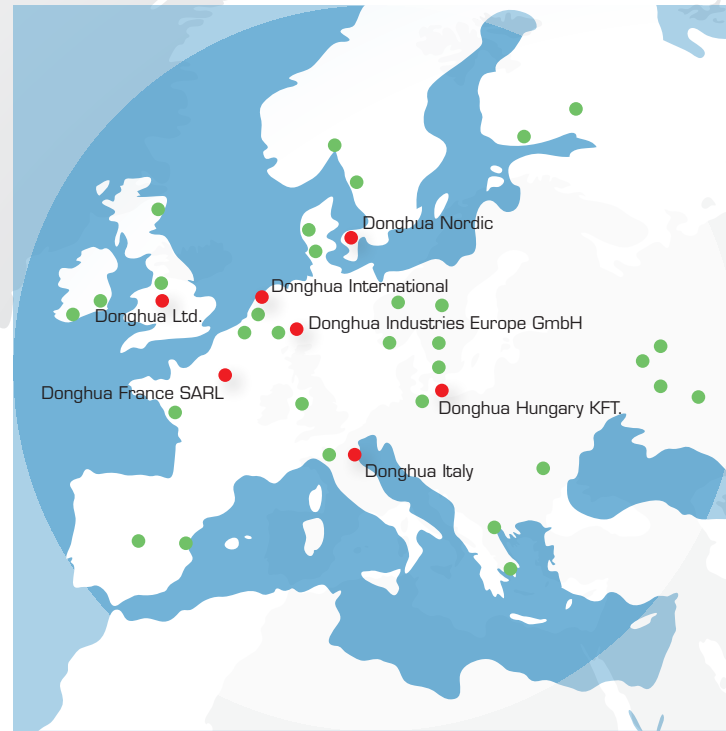 Donghua Nordic
Donghua International
Donghua Ltd.
Donghua Industries Europe GmbH
Donghua France SARL
Donghua Hungary KFT.
Donghua Italy